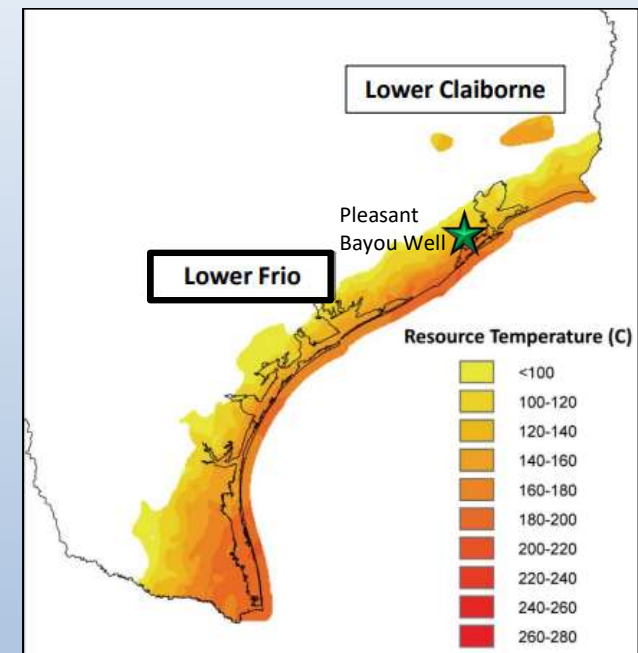 Lower Claiborne
Pleasant
Bayou Well
Lower Frio
Resource Temperature (C)
<100
100-120
120-140
140-160
160-180
180-200
200-220
220-240
240-260
260-280